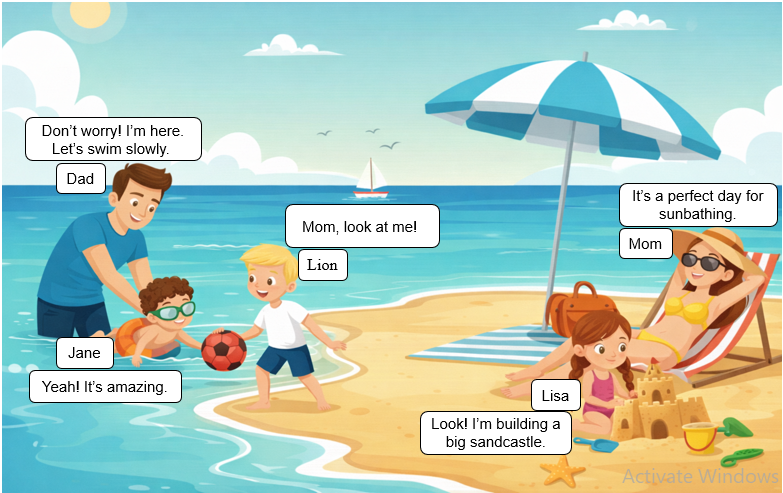 Don't worry! I'm here.
Let's swim slowly.
Dad
Mom, look at me!
Lion
It's a perfect day for
sunbathing.
Mom
Jane
Yeah! It's amazing.
Lisa
Look! I'm building a
big sandcastle.
Activate Windows